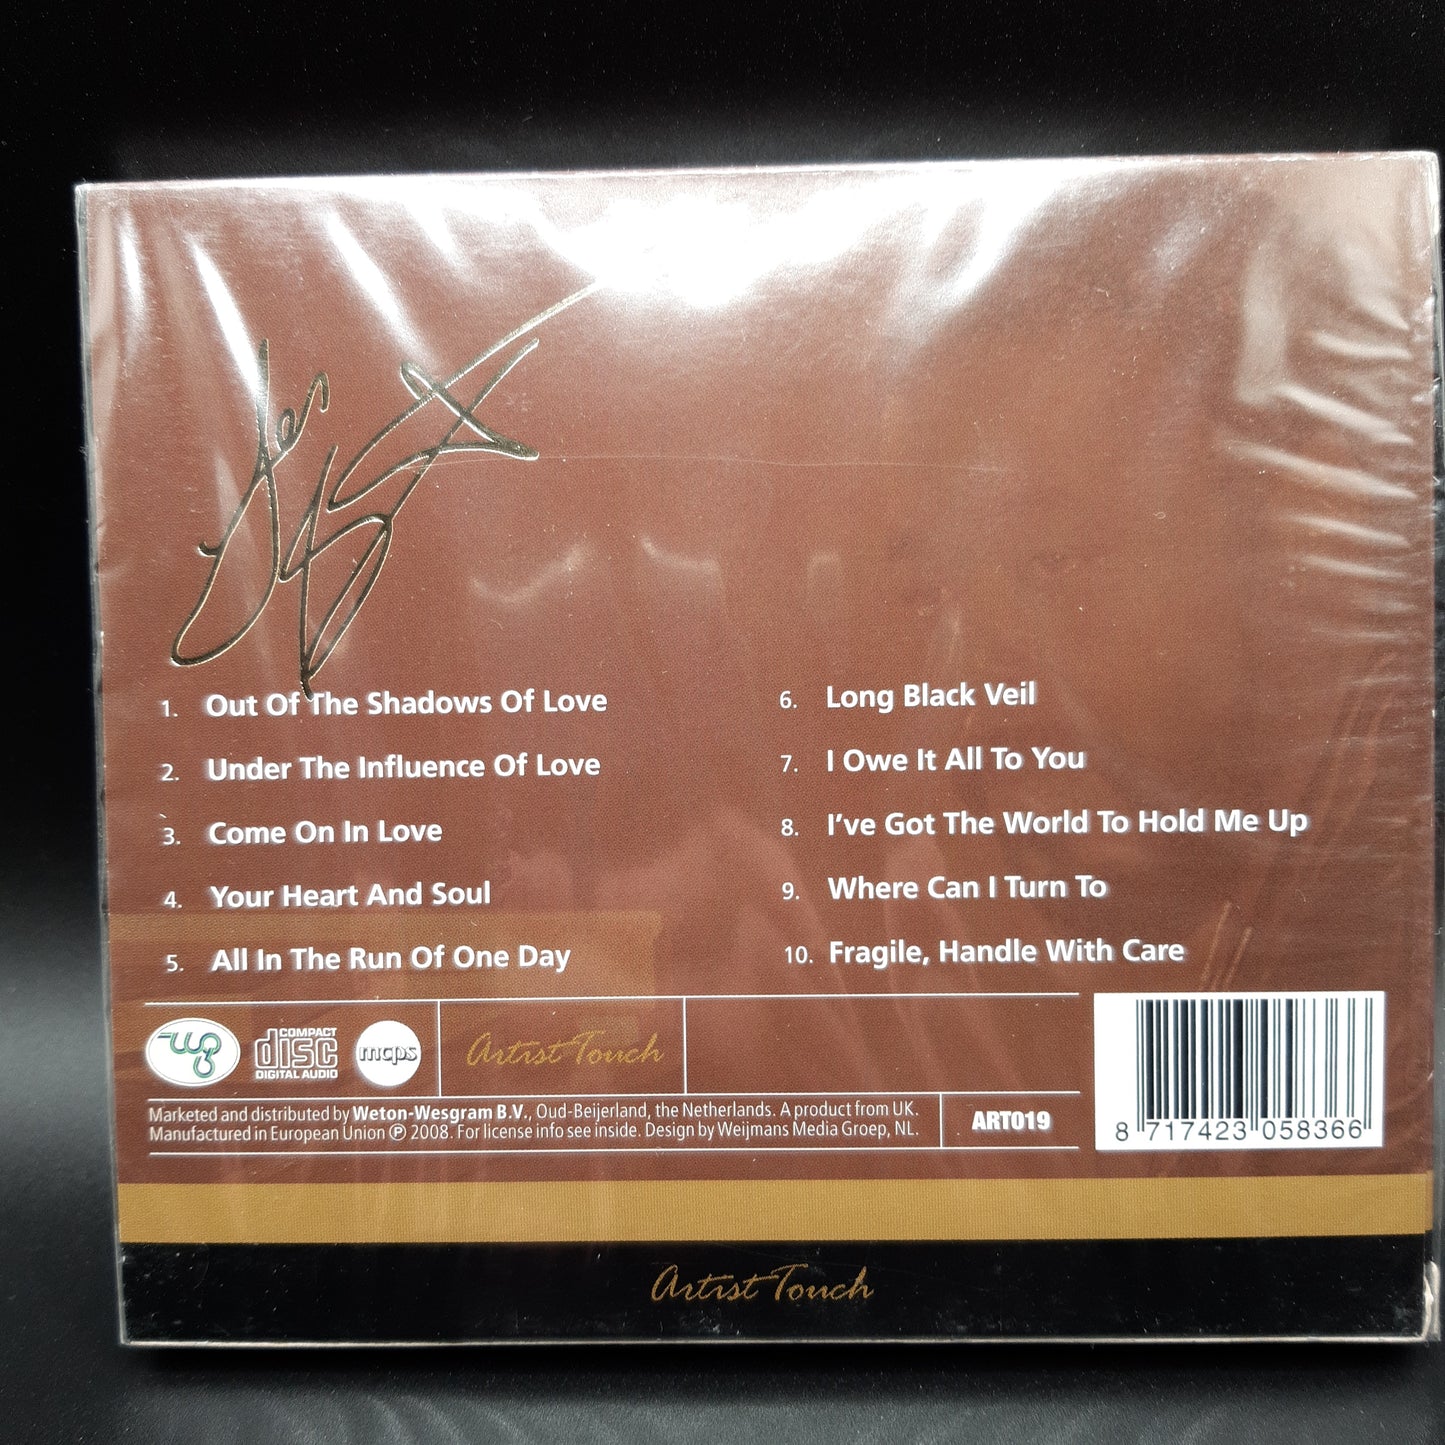 1. Out Of The Shadows Of Love
2. Under The Influence Of Love
3. Come On In Love
4. Your Heart And Soul
5. All In The Run Of One Day
6. Long Black Veil
7. I Owe It All To You
8. I've Got The World To Hold Me Up
9. Where Can I Turn To
10. Fragile, Handle With Care
COMPACT
disc
DIGITAL AUDIO
mcps
Artist Touch
Marketed and distributed by Weton-Wesgram B.V., Oud-Beijerland, the Netherlands. A product from UK.
Manufactured in European Union ℗ 2008. For license info see inside. Design by Weijmans Media Groep, NL.
ART019
8 717423 058366
Artist Touch